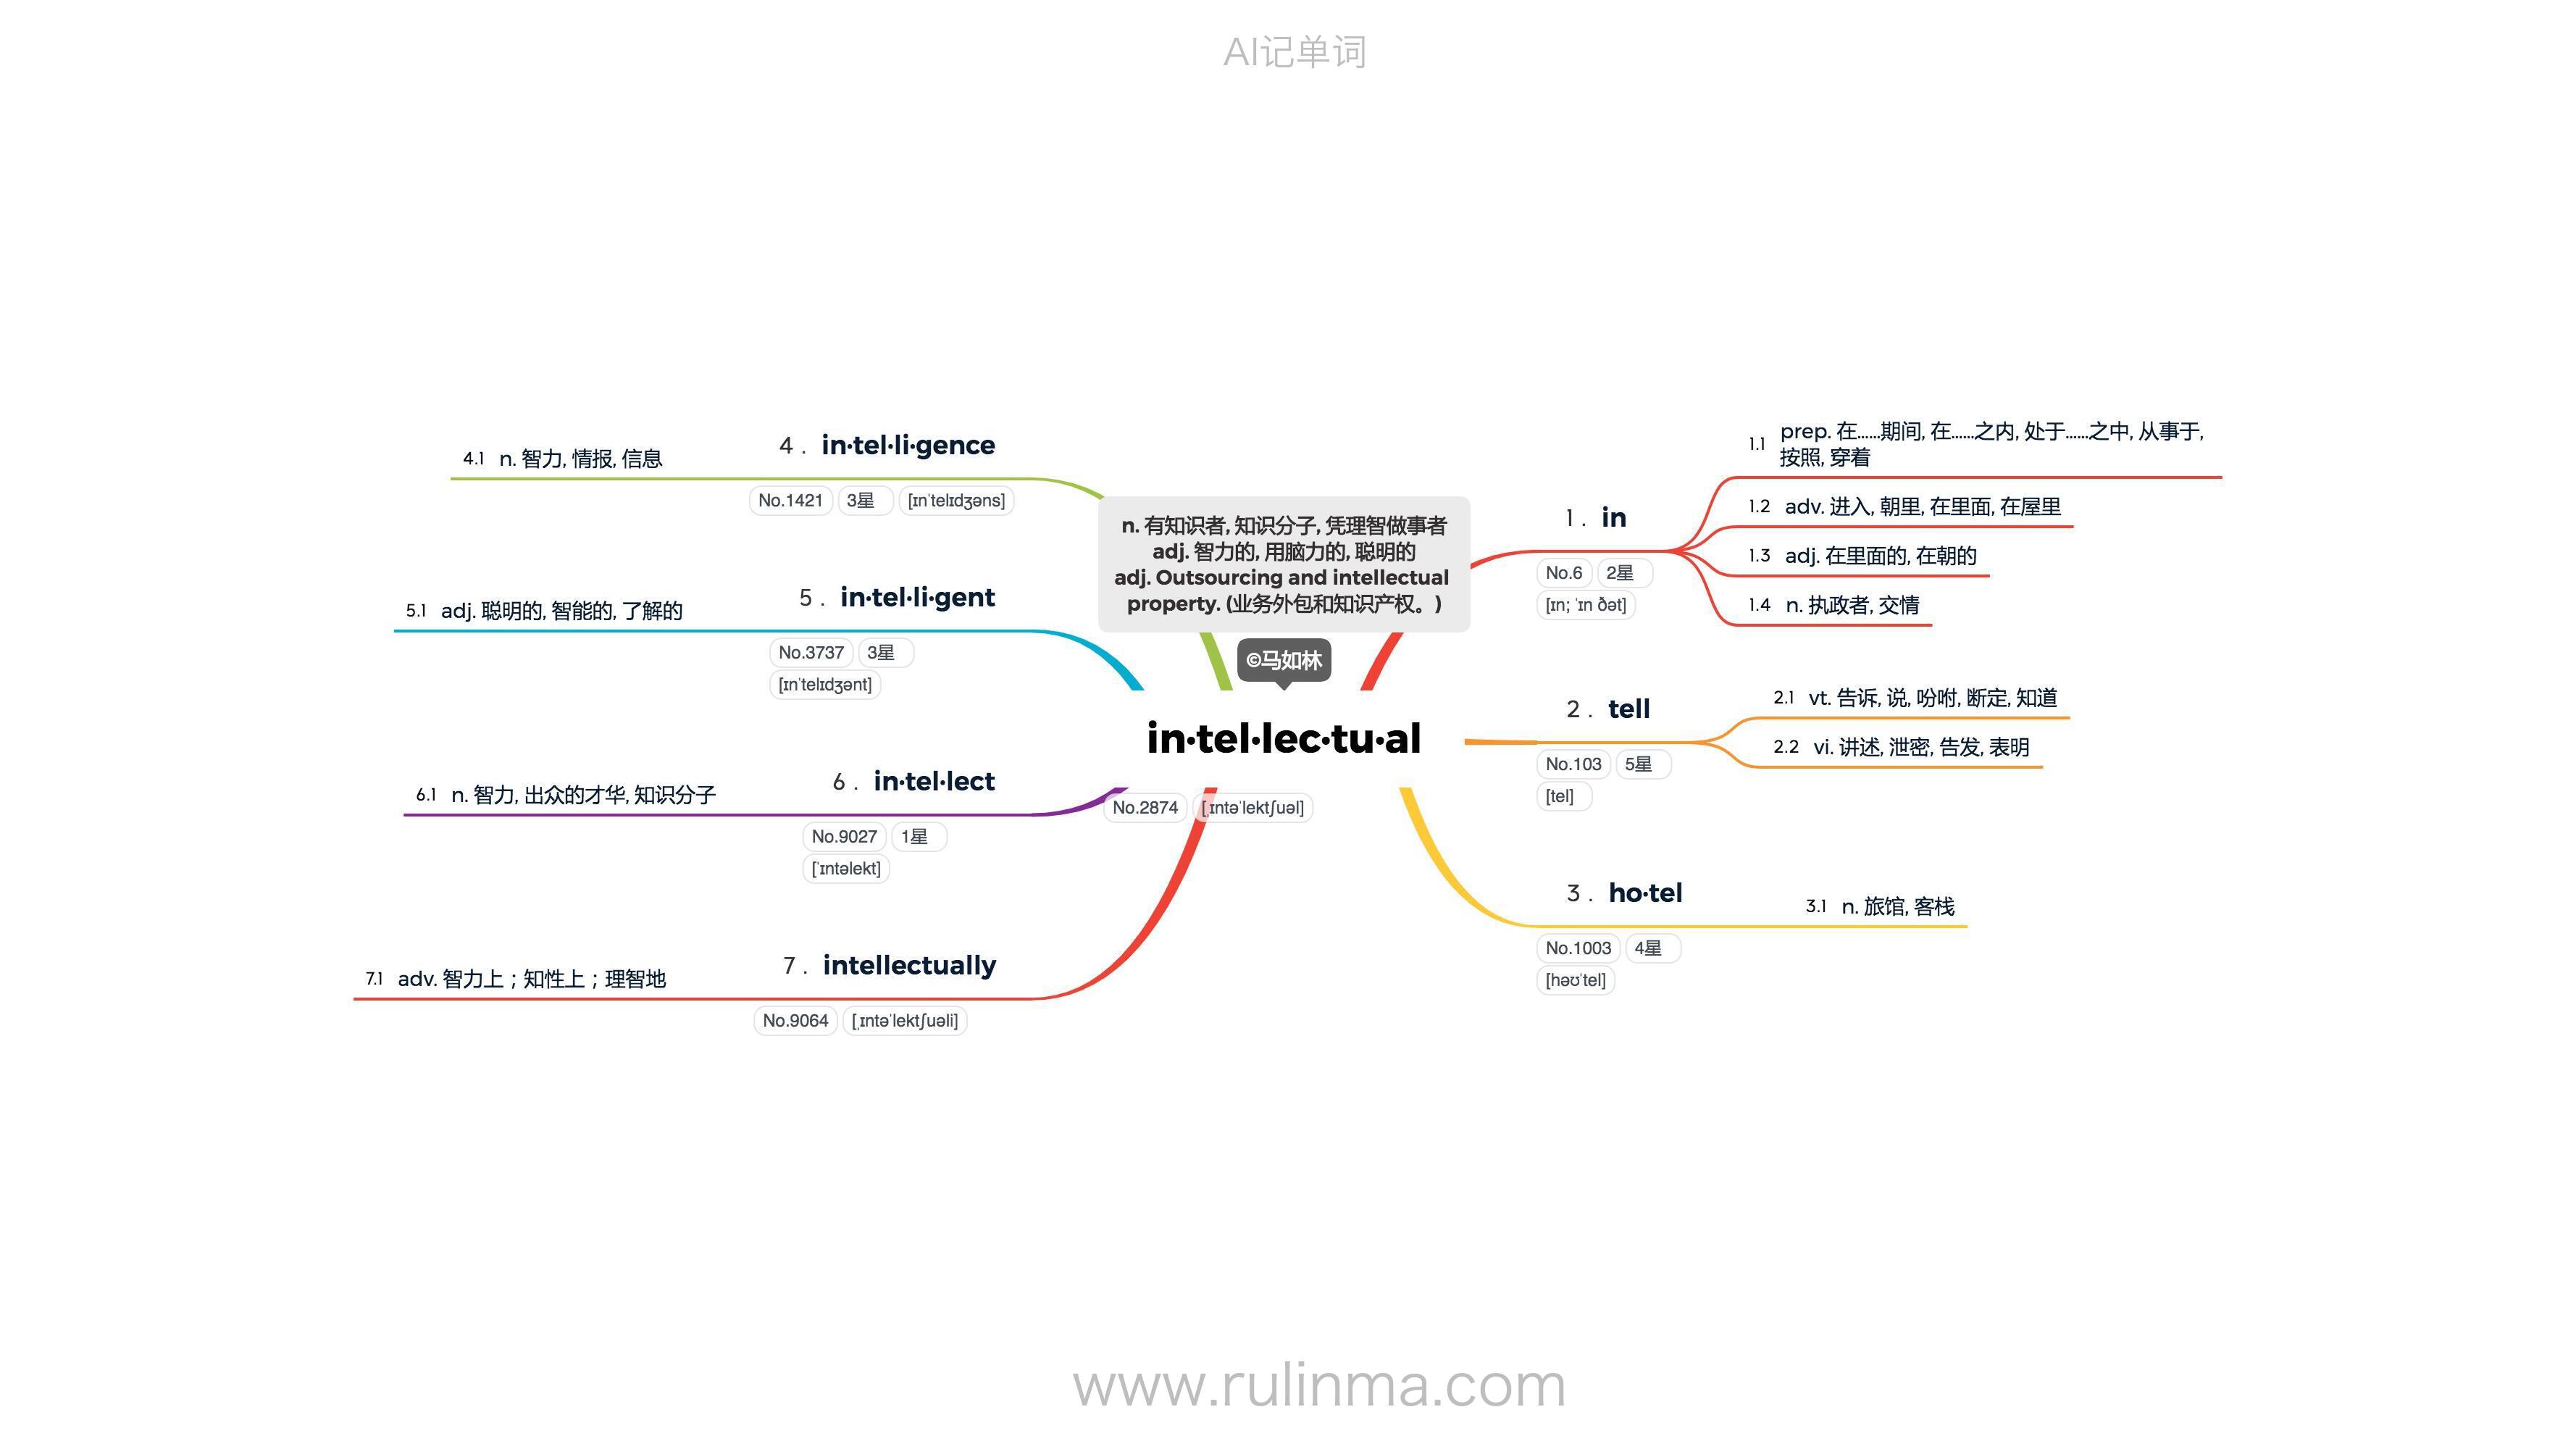 AI记单词
n. 有知识者, 知识分子, 凭理智做事者
adj. 智力的, 用脑力的, 聪明的
adj. Outsourcing and intellectual
property. (业务外包和知识产权。)
©马如林
in·tel·lec·tu·al
No.2874 [ˌɪntəˈlektʃuəl]
1 . in
No.6 2星
[ɪn; ˈɪn ðət]
1.1 prep. 在……期间, 在……之内, 处于……之中, 从事于,
按照, 穿着
1.2 adv. 进入, 朝里, 在里面, 在屋里
1.3 adj. 在里面的, 在朝的
1.4 n. 执政者, 交情
2 . tell
No.103 5星
[tel]
2.1 vt. 告诉, 说, 吩咐, 断定, 知道
2.2 vi. 讲述, 泄密, 告发, 表明
3 . ho·tel
No.1003 4星
[həʊˈtel]
3.1 n. 旅馆, 客栈
4 . in·tel·li·gence
No.1421 3星 [ɪnˈtelɪdʒəns]
4.1 n. 智力, 情报, 信息
5 . in·tel·li·gent
No.3737 3星
[ɪnˈtelɪdʒənt]
5.1 adj. 聪明的, 智能的, 了解的
6 . in·tel·lect
No.9027 1星
[ˈɪntəlekt]
6.1 n. 智力, 出众的才华, 知识分子
7 . intellectually
No.9064 [ˌɪntəˈlektʃuəli]
7.1 adv. 智力上；知性上；理智地
www.rulinma.com